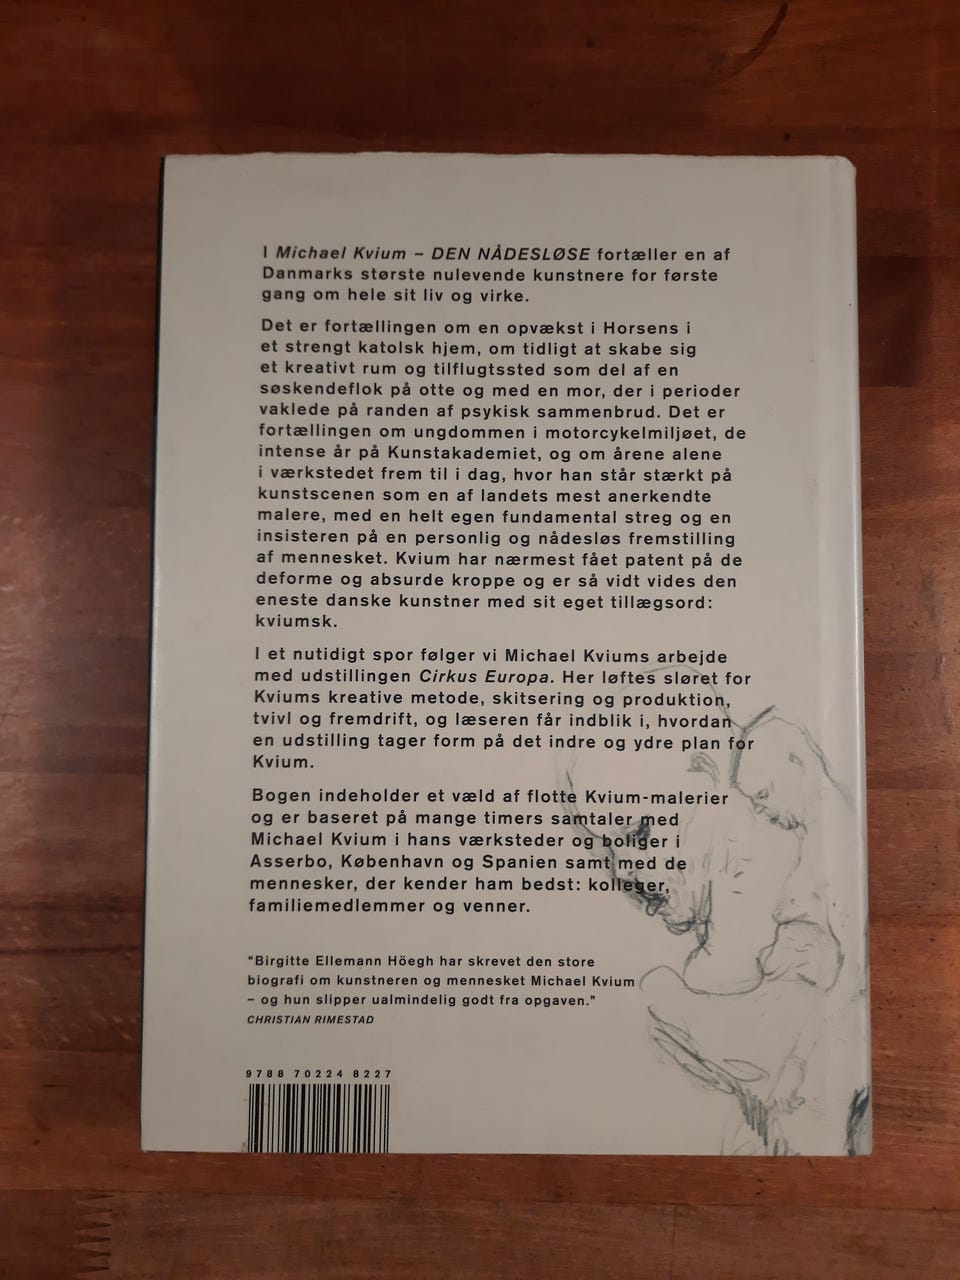 I Michael Kvium – DEN NÅDESLØSE fortæller en af
Danmarks største nulevende kunstnere for første
gang om hele sit liv og virke.
Det er fortællingen om en opvækst i Horsens i
et strengt katolsk hjem, om tidligt at skabe sig
et kreativt rum og tilflugtssted som del af en
søskendeflok på otte og med en mor, der i perioder
vaklede på randen af psykisk sammenbrud. Det er
fortællingen om ungdommen i motorcykelmiljøet, de
intense år på Kunstakademiet, og om årene alene
i værkstedet frem til i dag, hvor han står stærkt på
kunstscenen som en af landets mest anerkendte
malere, med en helt egen fundamental streg og en
insisteren på en personlig og nådesløs fremstilling
af mennesket. Kvium har nærmest fået patent på de
deforme og absurde kroppe og er så vidt vides den
eneste danske kunstner med sit eget tillægsord:
kviumsk.
I et nutidigt spor følger vi Michael Kviums arbejde
med udstillingen Cirkus Europa. Her løftes sløret for
Kviums kreative metode, skitsering og produktion,
tvivl og fremdrift, og læseren får indblik i, hvordan
en udstilling tager form på det indre og ydre plan for
Kvium.
Bogen indeholder et væld af flotte Kvium-malerier
og er baseret på mange timers samtaler med
Michael Kvium i hans værksteder og boliger i
Asserbo, København og Spanien samt med de
mennesker, der kender ham bedst: kolleger,
familiemedlemmer og venner.
"Birgitte Ellemann Höegh har skrevet den store
biografi om kunstneren og mennesket Michael Kvium
– og hun slipper ualmindelig godt fra opgaven."
CHRISTIAN RIMESTAD
9788 70224 8227